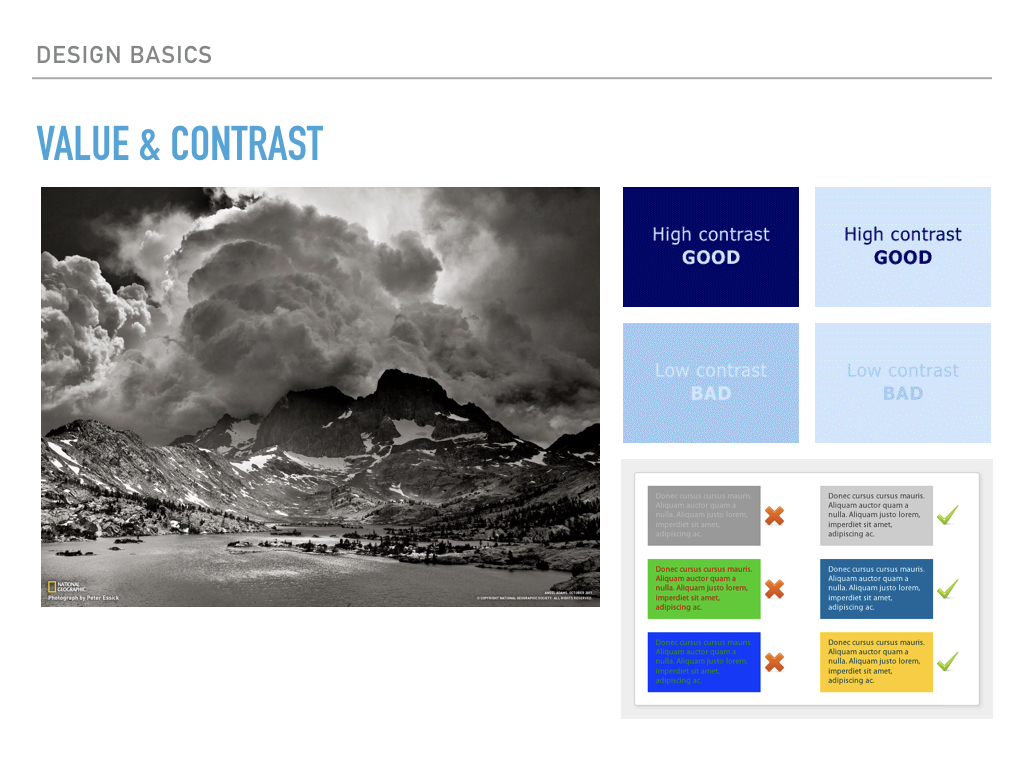 DESIGN BASICS
VALUE & CONTRAST
NATIONAL
GEOGRAPHIC
Photograph by Peter Essick
ANSEL ADAMS, OCTOBER 2011
© COPYRIGHT NATIONAL GEOGRAPHIC SOCIETY. ALL RIGHTS RESERVED.
High contrast
GOOD
High contrast
GOOD
Low contrast
BAD
Low contrast
BAD
Donec cursus cursus mauris.
Aliquam auctor quam a
nulla. Aliquam justo lorem,
imperdiet sit amet,
adipiscing ac.
Donec cursus cursus mauris.
Aliquam auctor quam a
nulla. Aliquam justo lorem,
imperdiet sit amet,
adipiscing ac.
Donec cursus cursus mauris.
Aliquam auctor quam a
nulla. Aliquam justo lorem,
imperdiet sit amet,
adipiscing ac.
Donec cursus cursus mauris.
Aliquam auctor quam a
nulla. Aliquam justo lorem,
imperdiet sit amet,
adipiscing ac.
Donec cursus cursus mauris.
Aliquam auctor quam a
nulla. Aliquam justo lorem,
imperdiet sit amet,
adipiscing ac.
Donec cursus cursus mauris.
Aliquam auctor quam a
nulla. Aliquam justo lorem,
imperdiet sit amet,
adipiscing ac.